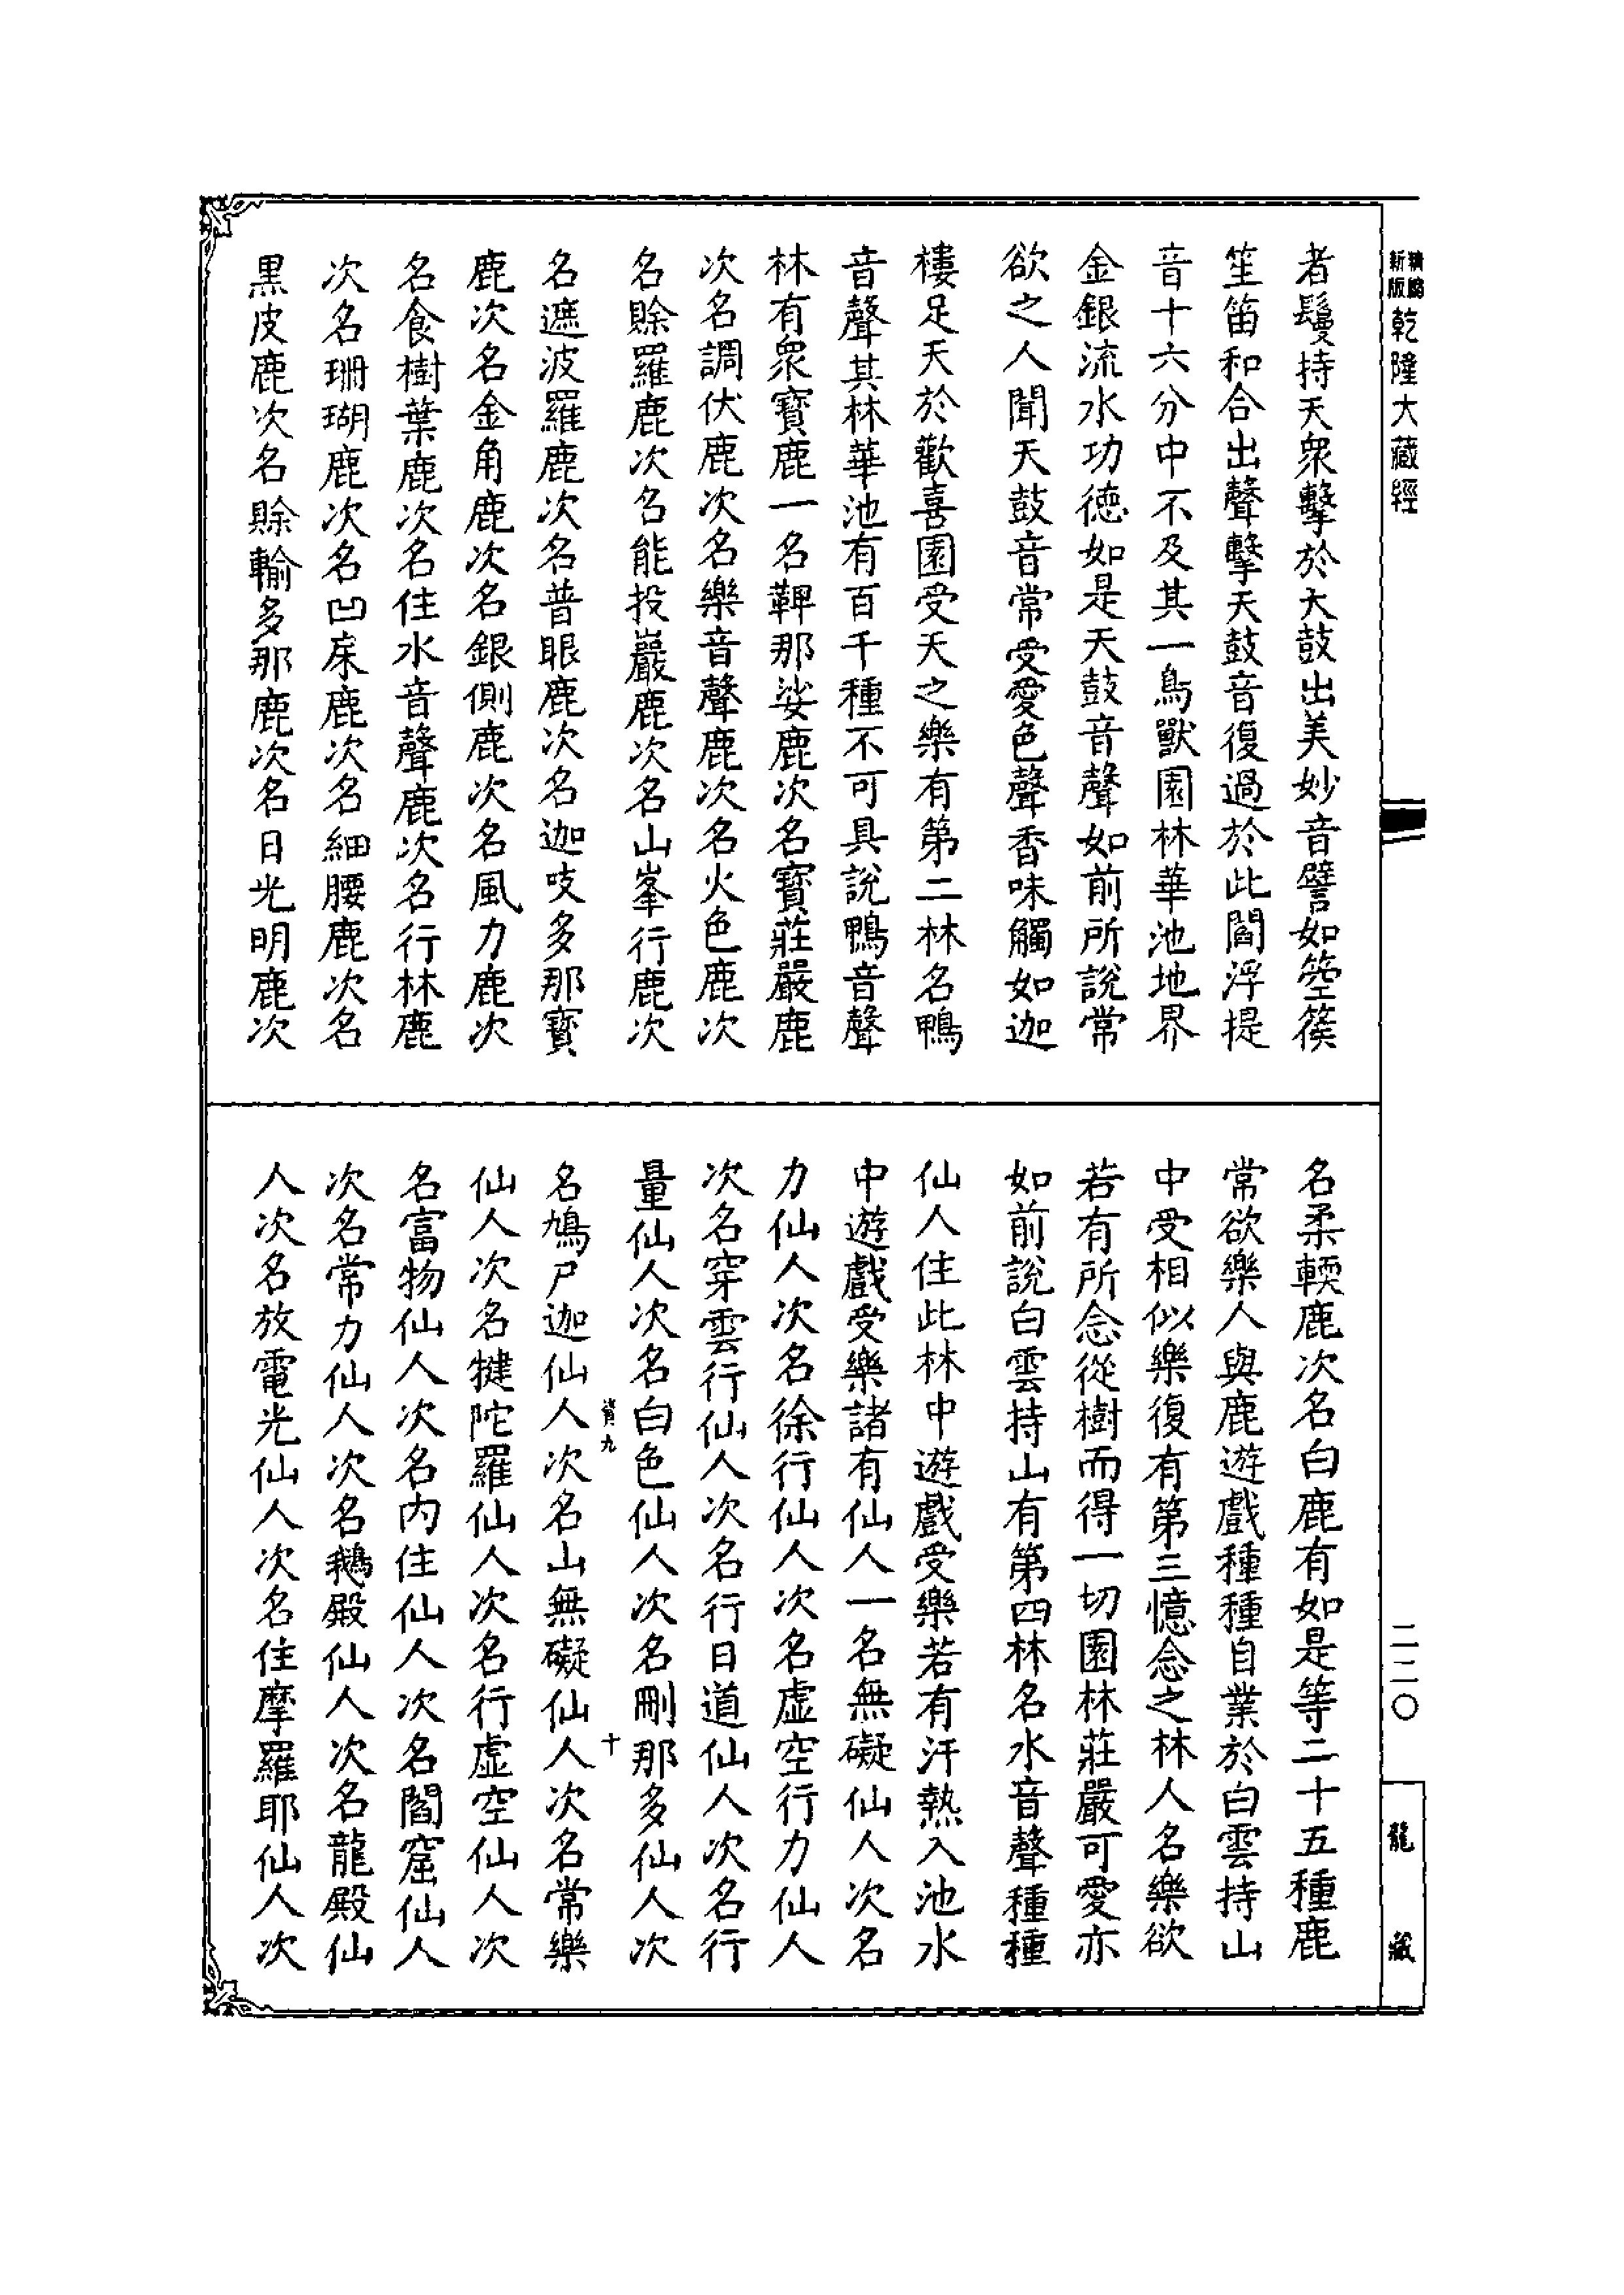 新版
精縮
乾隆大藏經
者鬘持天眾擊於大鼓出美妙音譬如箜篌
笙笛和合出聲擊天鼓音復過於此閻浮提
音十六分中不及其一鳥獸園林華池地界
金銀流水功德如是天鼓音聲如前所說常
欲之人聞天鼓音常受愛色聲香味觸如迦
棲足天於歡喜園受天之樂有第二林名鴨
音聲其林華池有百千種不可具說鴨音聲
林有眾寶鹿一名鞞那娑鹿次名寶莊嚴鹿
次名調伏鹿次名樂音聲鹿次名火色鹿次
名賒羅鹿次名能投巖鹿次名山峯行鹿次
名遮波羅鹿次名普眼鹿次名迦吱多那寶
鹿次名金角鹿次名銀側鹿次名風力鹿次
名食樹葉鹿次名住水音聲鹿次名行林鹿
次名珊瑚鹿次名凹床鹿次名細腰鹿次名
黑皮鹿次名賒輸多那鹿次名日光明鹿次
名柔輭鹿次名白鹿有如是等二十五種鹿
常欲樂人與鹿遊戲種種自業於白雲持山
中受相似樂復有第三憶念之林人名樂欲
若有所念從樹而得一切園林莊嚴可愛亦
如前說白雲持山有第四林名水音聲種種
仙人住此林中遊戲受樂若有汗熱入池水
中遊戲受樂諸有仙人一名無礙仙人次名
力仙人次名徐行仙人次名虛空行力仙人
次名穿雲行仙人次名行日道仙人次名行
量仙人次名白色仙人次名刪那多仙人次
名鳩尸迦仙人次名山無礙仙人次名常樂
仙人次名揵陀羅仙人次名行虛空仙人次
名富物仙人次名內住仙人次名閻窟仙人
次名常力仙人次名鵝殿仙人次名龍殿仙
人次名放電光仙人次名住摩羅耶仙人次
九
十
二二〇
龍藏